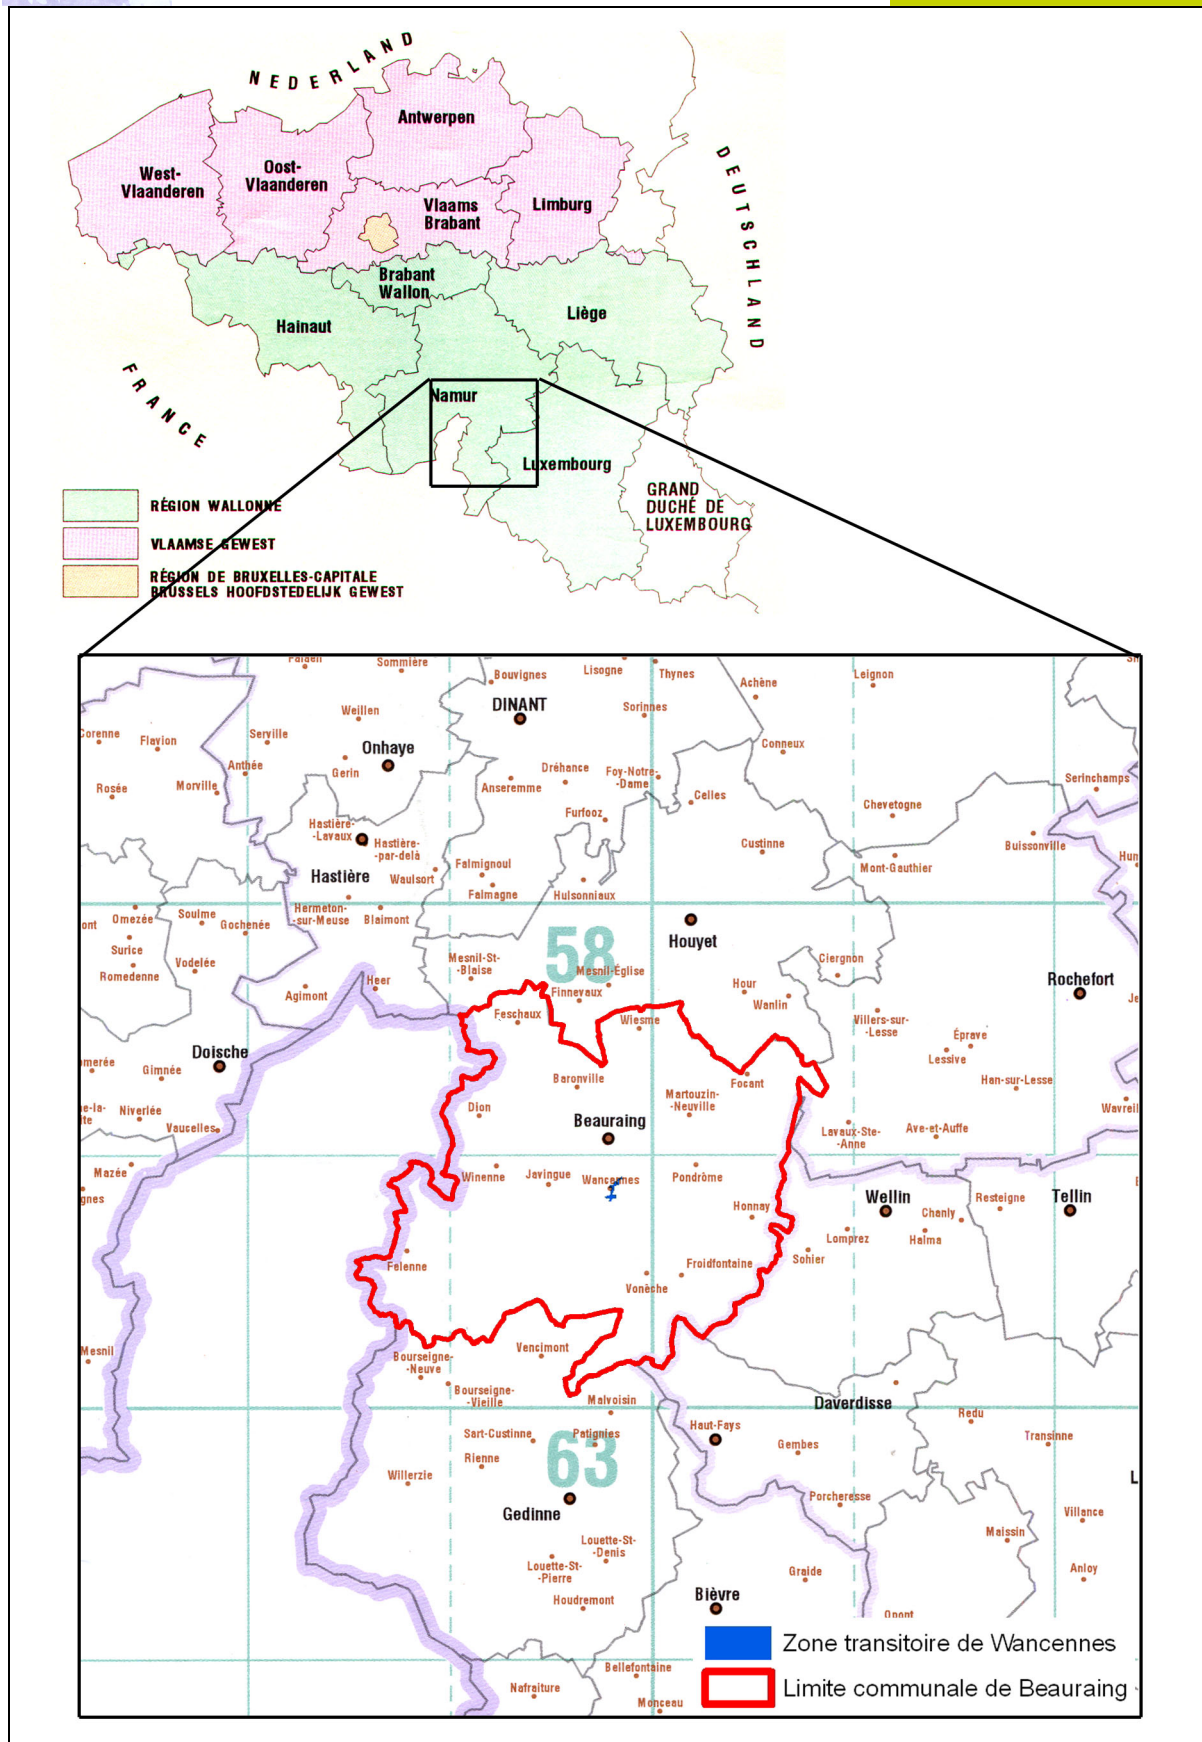 NEDERLAND
Antwerpen
DEUTSCHLAND
West-
Vlaanderen
Oost-
Vlaanderen
Vlaams
Brabant
Limburg
Brabant
Wallon
Hainaut
Liège
FRANCE
Namur
Luxembourg
GRAND
DUCHÉ DE
LUXEMBOURG
RÉGION WALLONNE
VLAAMSE GEWEST
RÉGION DE BRUXELLES-CAPITALE
BRUSSELS HOOFDSTEDELIJK GEWEST
Falaën
Sommière
Bouvignes
Lisogne
Thynes
Achène
Leignon
DINANT
Weillen
Sorinnes
Corenne
Flavion
Serville
Onhaye
Conneux
Anthée
Gerin
Dréhance
Foy-Notre-
-Dame
Serinchamps
Rosée
Morville
Anseremme
Celles
Chevetogne
Furfooz
Hastière-
-Lavaux
Hastière-
-par-delà
Custinne
Buissonville
Falmignoul
Mont-Gauthier
Hastière
Waulsort
Falmagne
Hulsonniaux
Hermeton-
-sur-Meuse
Blaimont
Omezée
Soulme
Gochenée
Surice
Romedenne
Vodelée
58
Houyet
Mesnil-St-
-Blaise
Mesnil-Église
Ciergnon
Rochefort
Heer
Agimont
Finnevaux
Hour
Wanlin
Feschaux
Wiesme
Villers-sur-
-Lesse
Éprave
Lessive
Doische
Gimnée
Baronville
Focant
Han-sur-Lesse
Martouzin-
-Neuville
Niverlée
Dion
Beauraing
Vaucelles
Lavaux-Ste-
-Anne
Ave-et-Auffe
Mazée
Winenne
Javingue
Wancennes
Pondrôme
Wellin
Resteigne
Tellin
Honnay
Chanly
Lomprez
Halma
Felenne
Froidfontaine
Sohier
Vonêche
Mesnil
Vencimont
Bourseigne-
-Neuve
Bourseigne-
-Vieille
Malvoisin
Daverdisse
Redu
Haut-Fays
Sart-Custinne
Patignies
Gembes
Transinne
Rienne
63
Willerzie
Porcheresse
Gedinne
Villance
Maissin
Louette-St-
-Denis
Louette-St-
-Pierre
Graide
Anloy
Houdremont
Bièvre
Opont
Zone transitoire de Wancennes
Bellefontaine
Nafraiture
Monceau
Limite communale de Beauraing